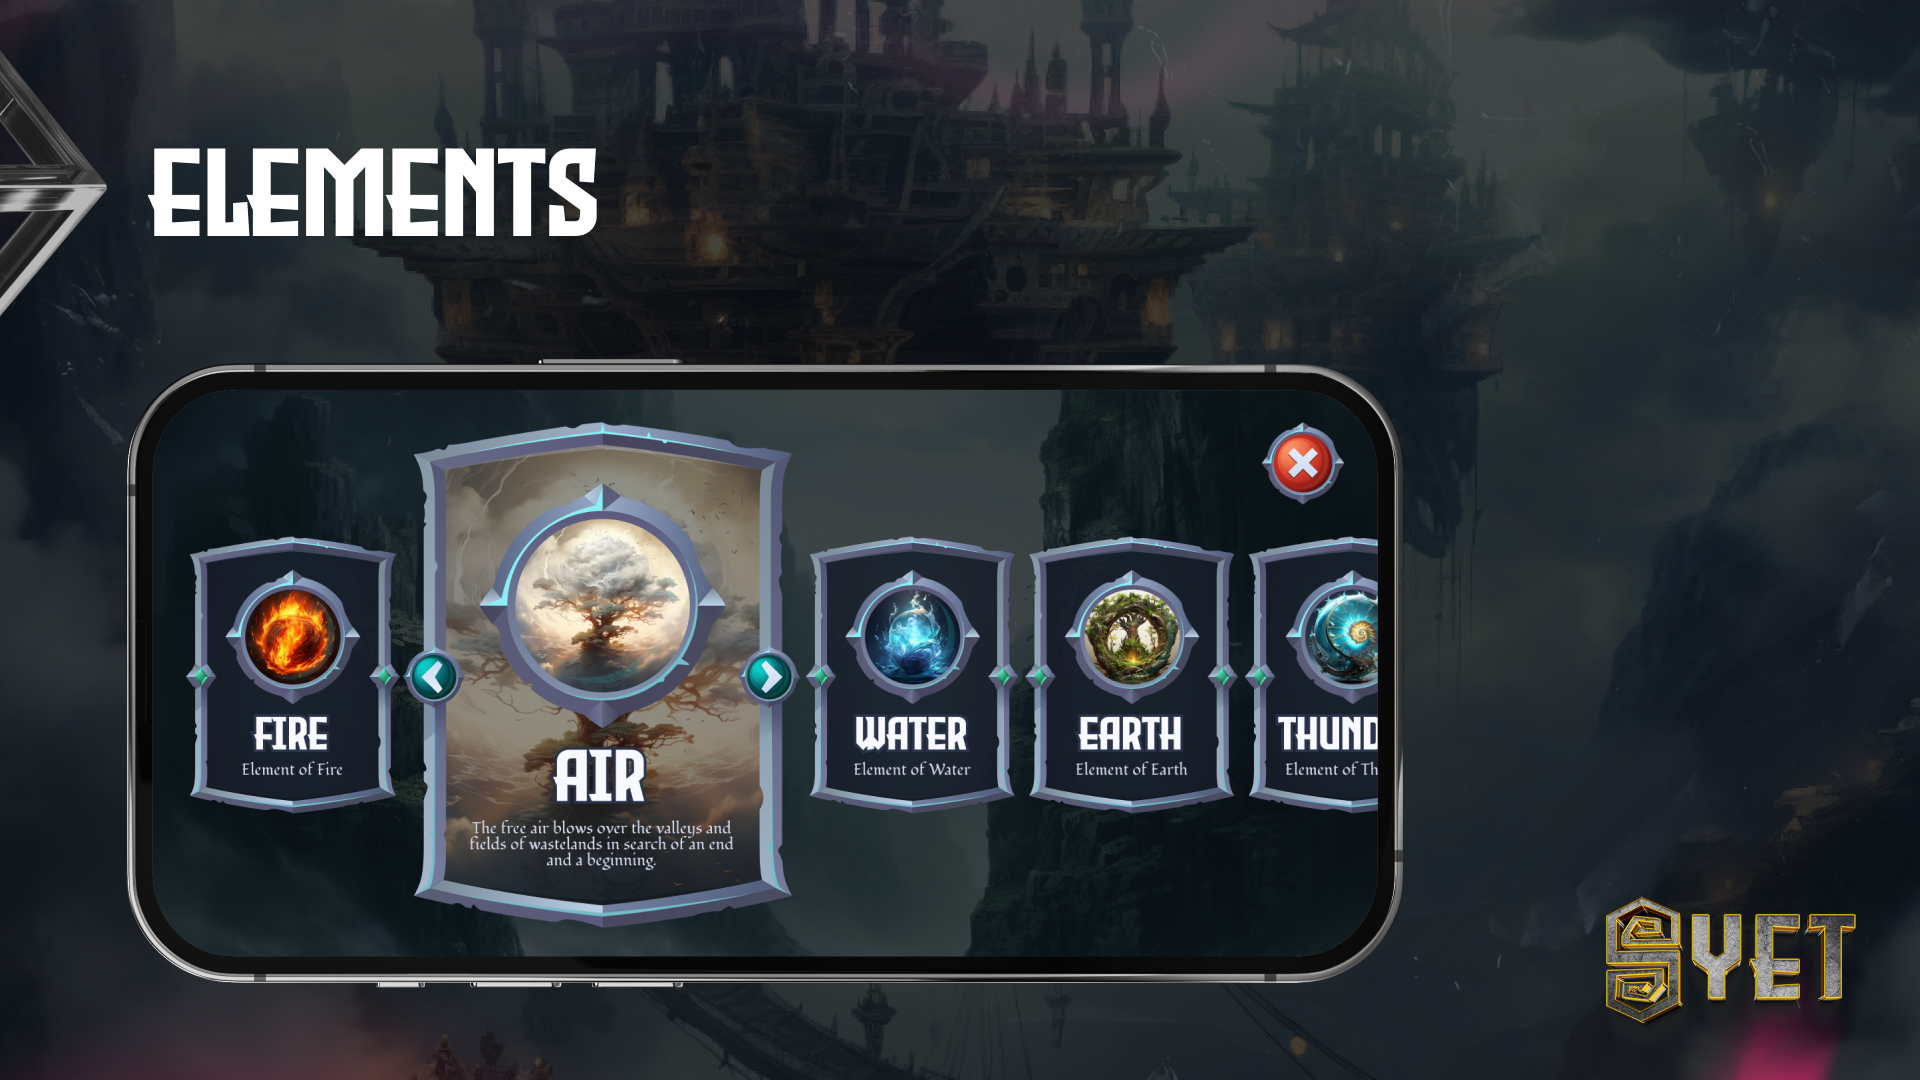 ELEMENTS
FIRE
Element of Fire
AIR
The free air blows over the valleys and
fields of wastelands in search of an end
and a beginning.
WATER
Element of Water
EARTH
Element of Earth
THUND
Element of Th
SYET